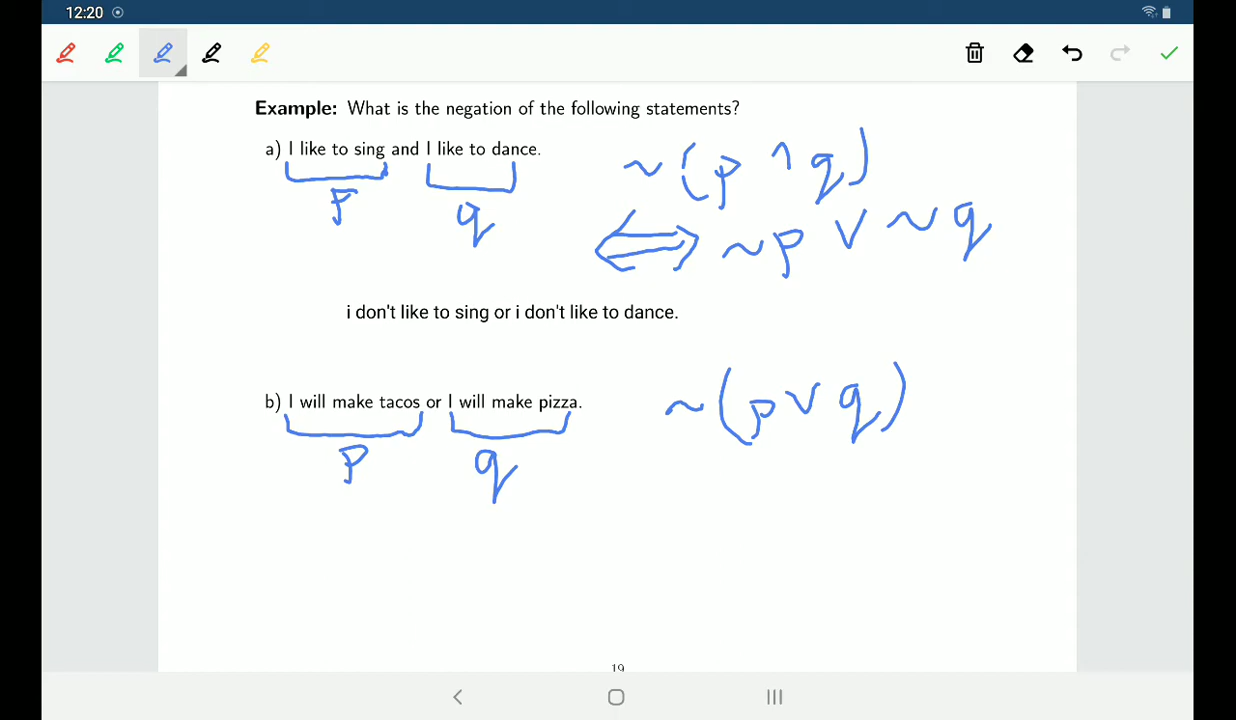 12:20
Example: What is the negation of the following statements?
a) I like to sing and I like to dance.
~(p ∧ q)
p q
⟺ ~p ∨ ~q
i don't like to sing or i don't like to dance.
b) I will make tacos or I will make pizza.
~(p ∨ q)
p q
19